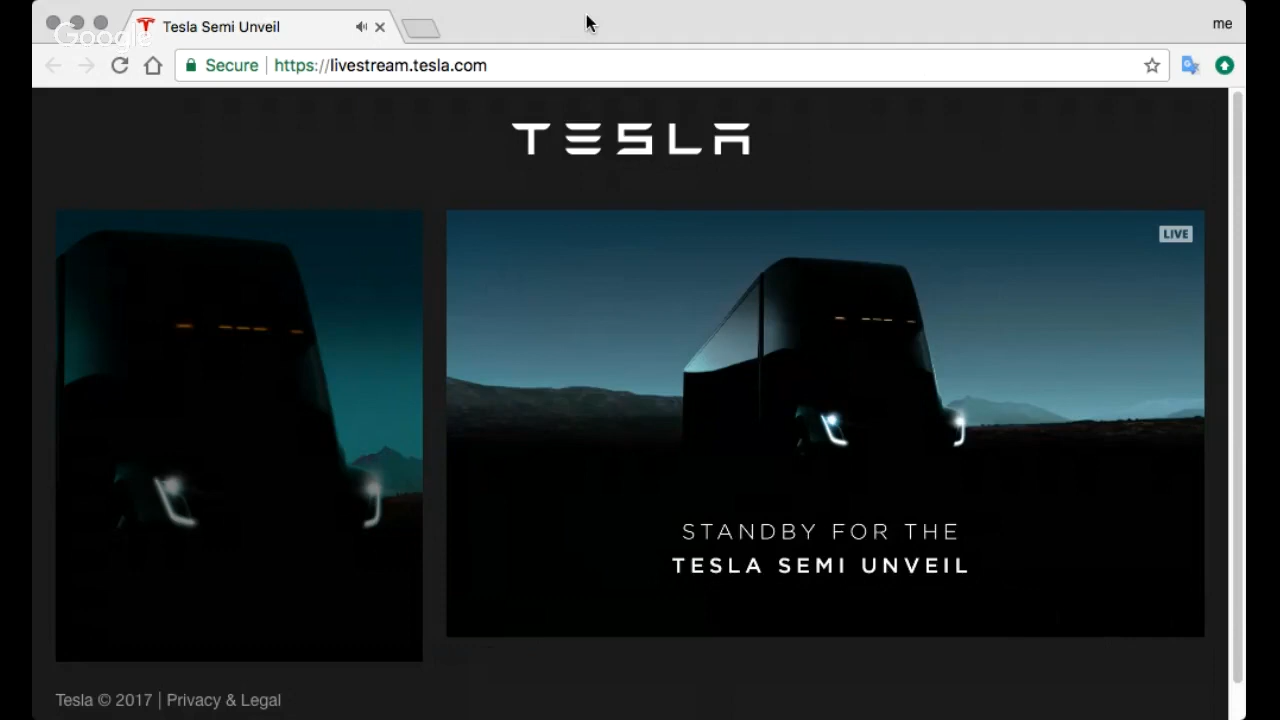 Tesla Semi Unveil
me
Google
Secure
https://livestream.tesla.com
TESLA
LIVE
STANDBY FOR THE
TESLA SEMI UNVEIL
Tesla © 2017 | Privacy & Legal